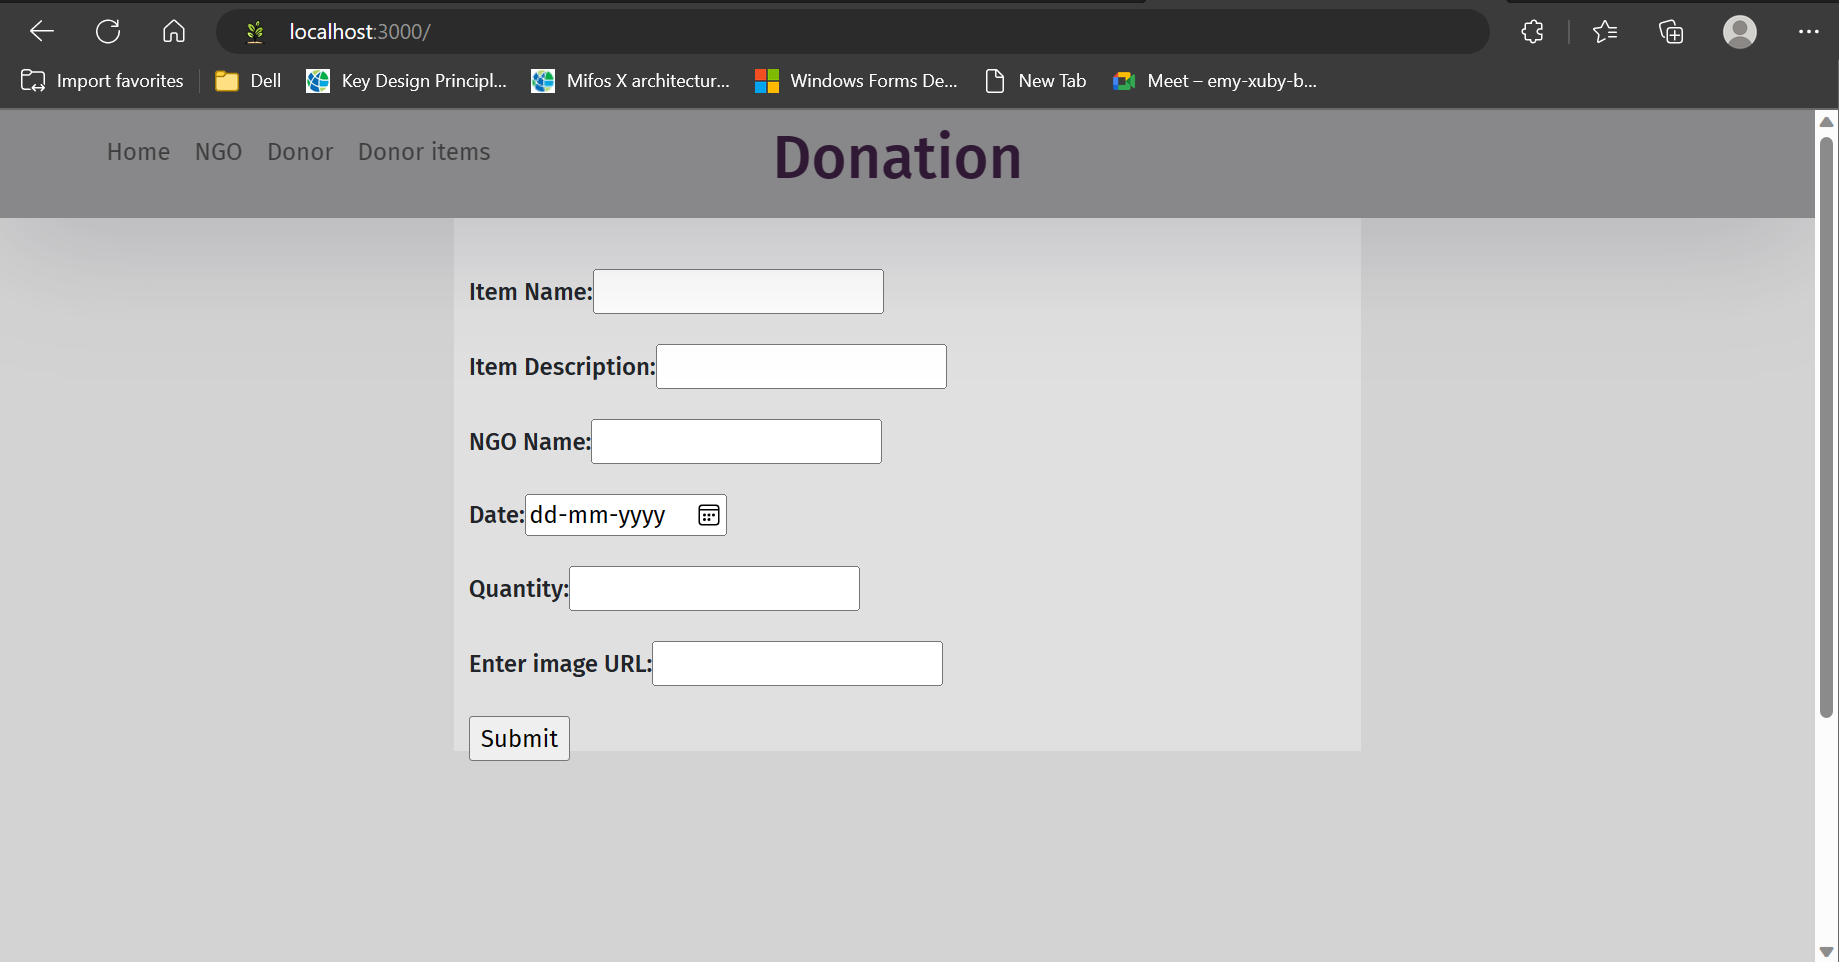 localhost:3000/
Import favorites Dell Key Design Principl... Mifos X architectur... Windows Forms De... New Tab Meet – emy-xuby-b...
Home NGO Donor Donor items Donation
Item Name:
Item Description:
NGO Name:
Date: dd-mm-yyyy
Quantity:
Enter image URL:
Submit